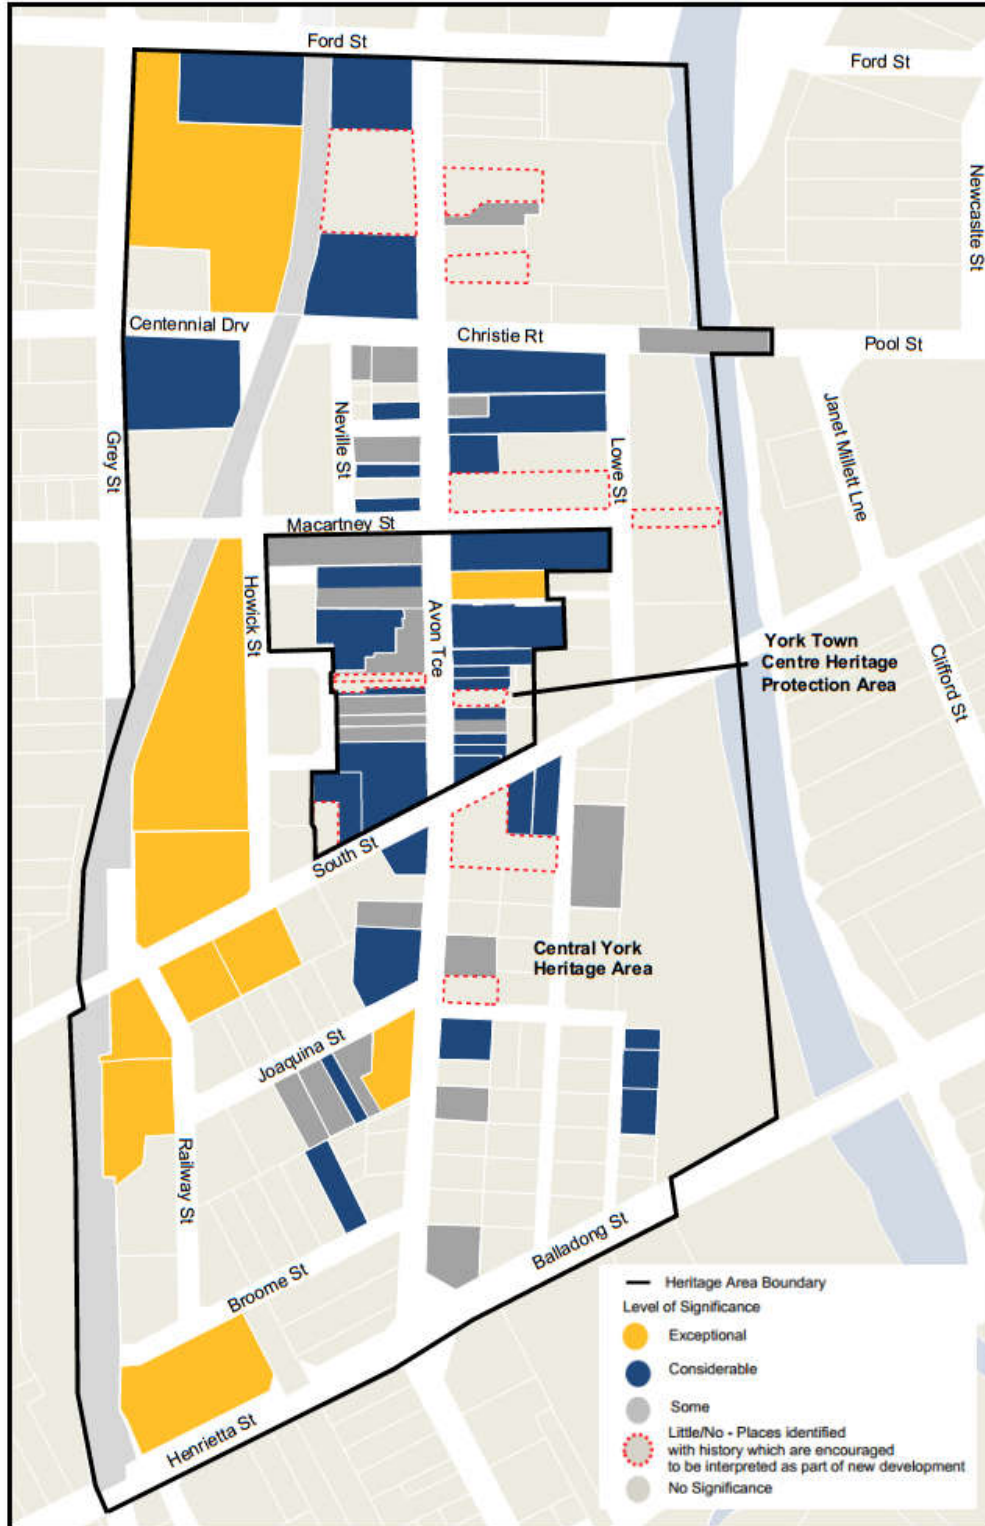 Ford St
Ford St
Newcaslte St
Centennial Drv
Christie Rt
Pool St
Neville St
Grey St
Lowe St
Janet Millett Lne
Macartney St
Howick St
Avon Tce
York Town
Centre Heritage
Protection Area
Clifford St
South St
Central York
Heritage Area
Joaquina St
Railway St
Balladong St
Broome St
Henrietta St
Heritage Area Boundary
Level of Significance
Exceptional
Considerable
Some
Little/No - Places identified
with history which are encouraged
to be interpreted as part of new development
No Significance